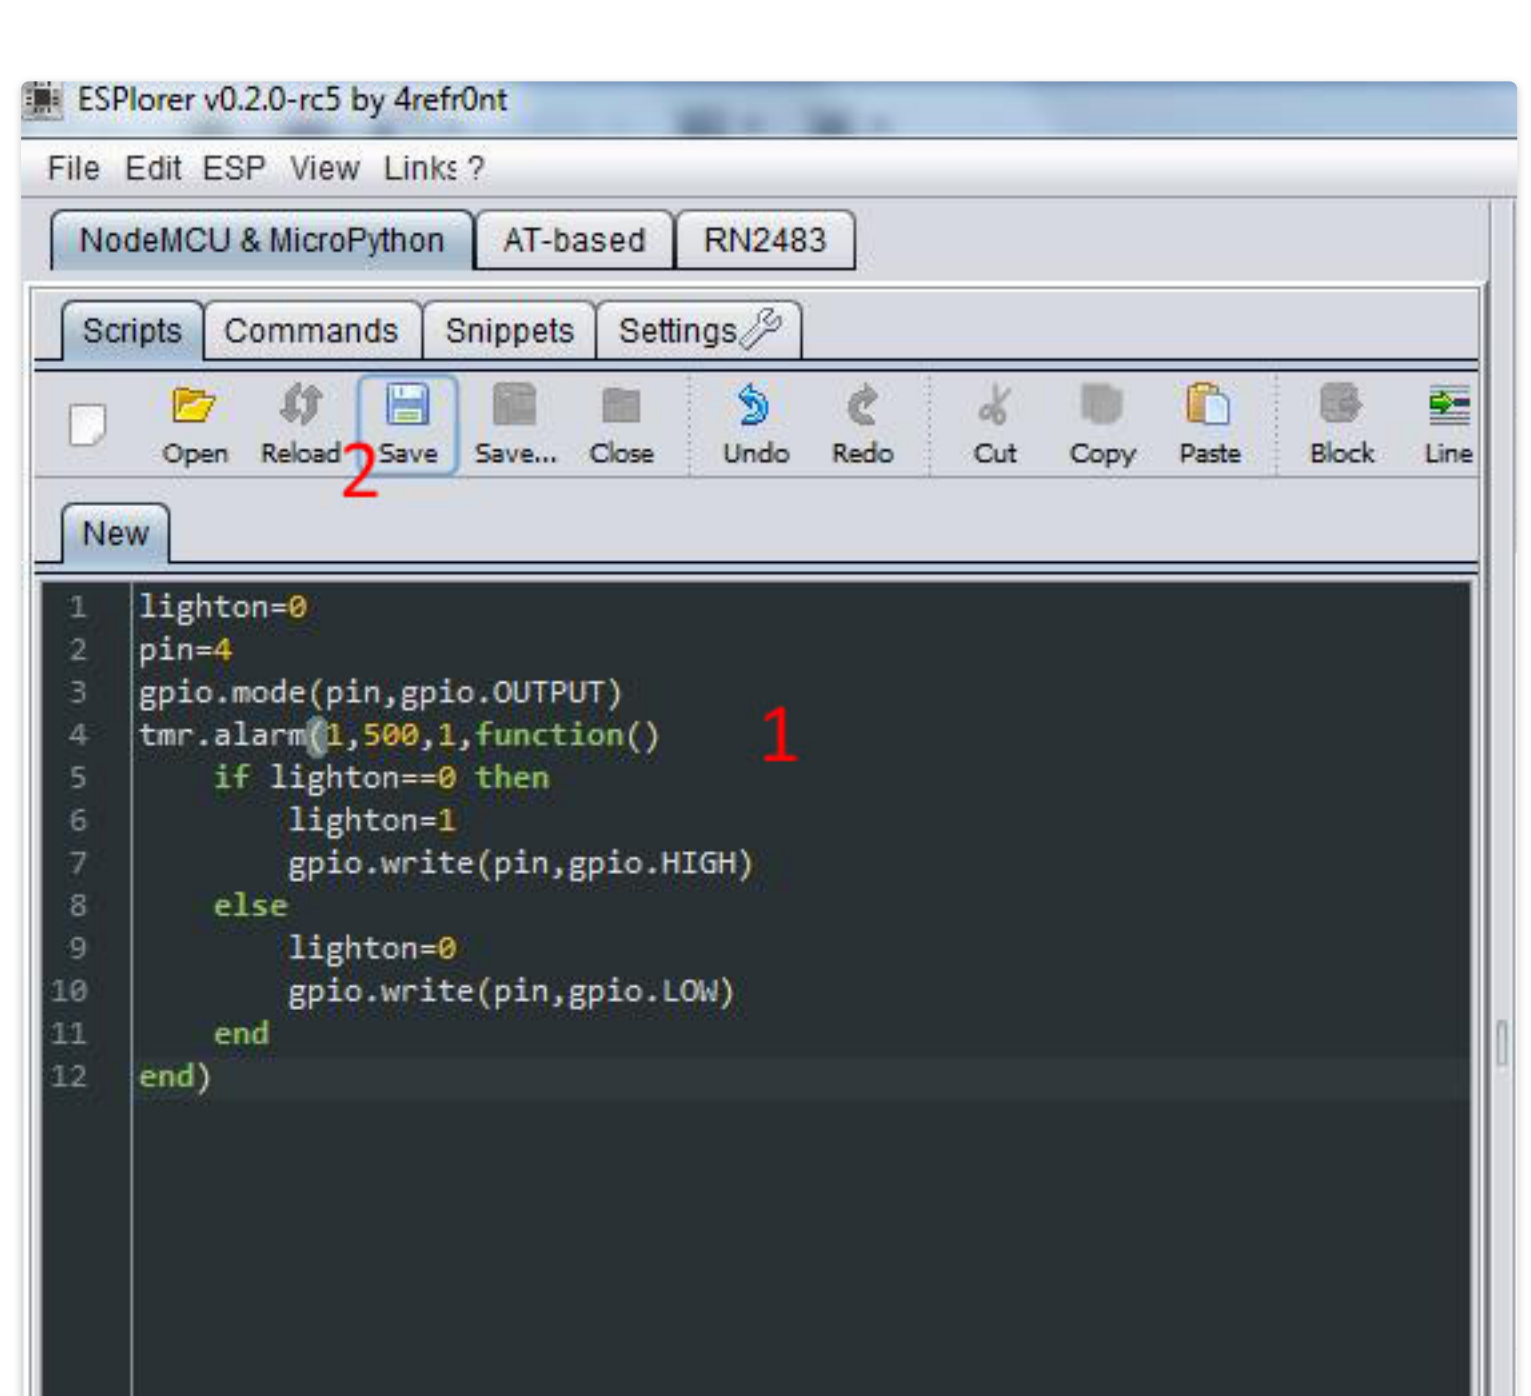 ESPlorer v0.2.0-rc5 by 4refr0nt
File Edit ESP View Links ?
NodeMCU & MicroPython AT-based RN2483
Scripts Commands Snippets Settings
Open Reload Save Save... Close Undo Redo Cut Copy Paste Block Line
2
New
1 lighton=0
2 pin=4
3 gpio.mode(pin,gpio.OUTPUT)
4 tmr.alarm(1,500,1,function()
1
5     if lighton==0 then
6         lighton=1
7         gpio.write(pin,gpio.HIGH)
8     else
9         lighton=0
10         gpio.write(pin,gpio.LOW)
11     end
12 end)